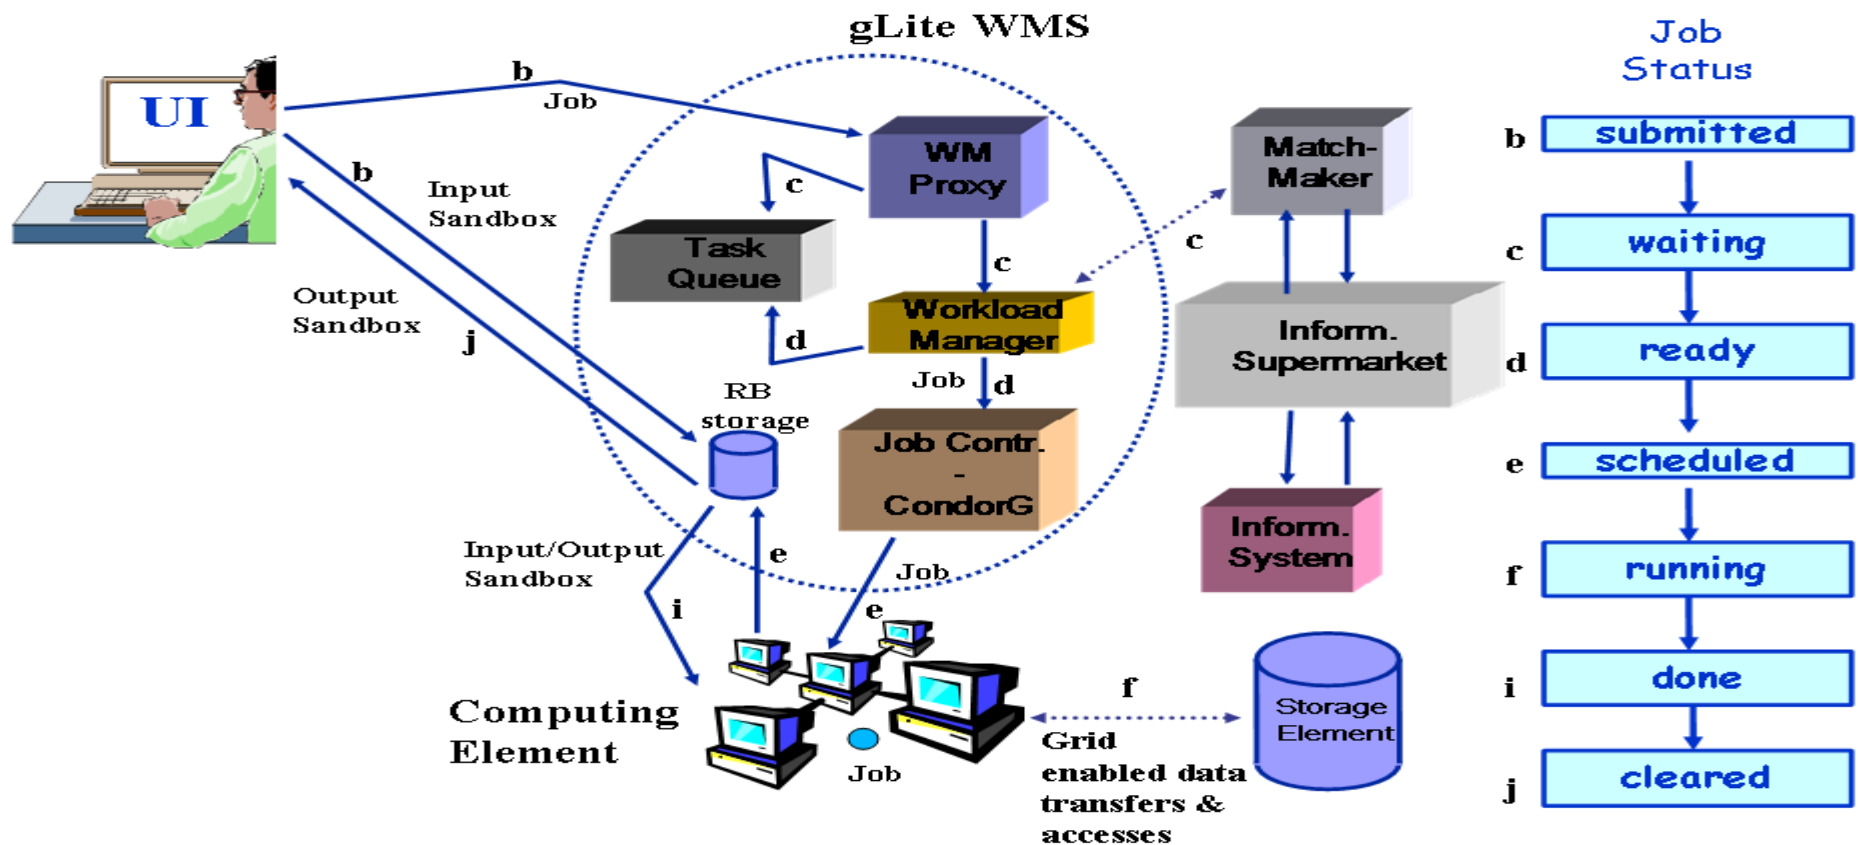 gLite WMS
Job
Status
UI
b
Job
b
Input
Sandbox
Output
Sandbox
j
WM
Proxy
c
Task
Queue
c
Workload
Manager
d
Job
d
RB
storage
Job Contr.
-
CondorG
Input/Output
Sandbox
i
e
Job
e
Computing
Element
Job
f
Grid
enabled data
transfers &
accesses
Storage
Element
Match-
Maker
c
Inform.
Supermarket
Inform.
System
b
submitted
c
waiting
d
ready
e
scheduled
f
running
i
done
j
cleared